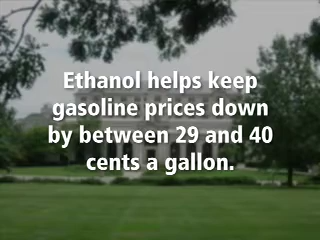 Ethanol helps keep
gasoline prices down
by between 29 and 40
cents a gallon.